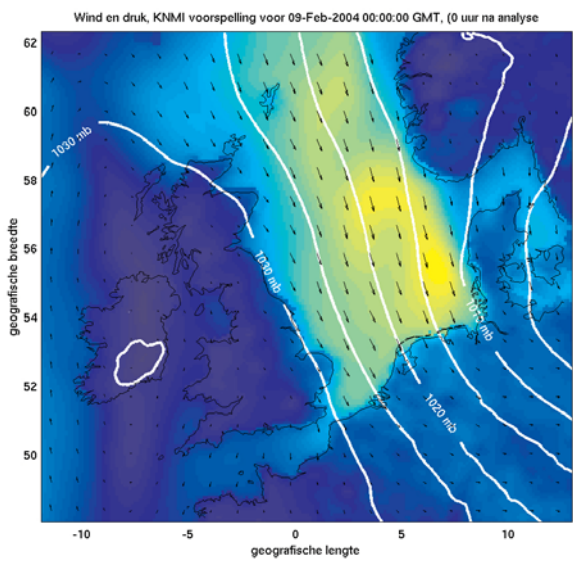 Wind en druk, KNMI voorspelling voor 09-Feb-2004 00:00:00 GMT, (0 uur na analyse
62
60
58
56
54
52
50
geografische breedte
1030 mb
1030 mb
1015 mb
1020 mb
-10 -5 0 5 10
geografische lengte